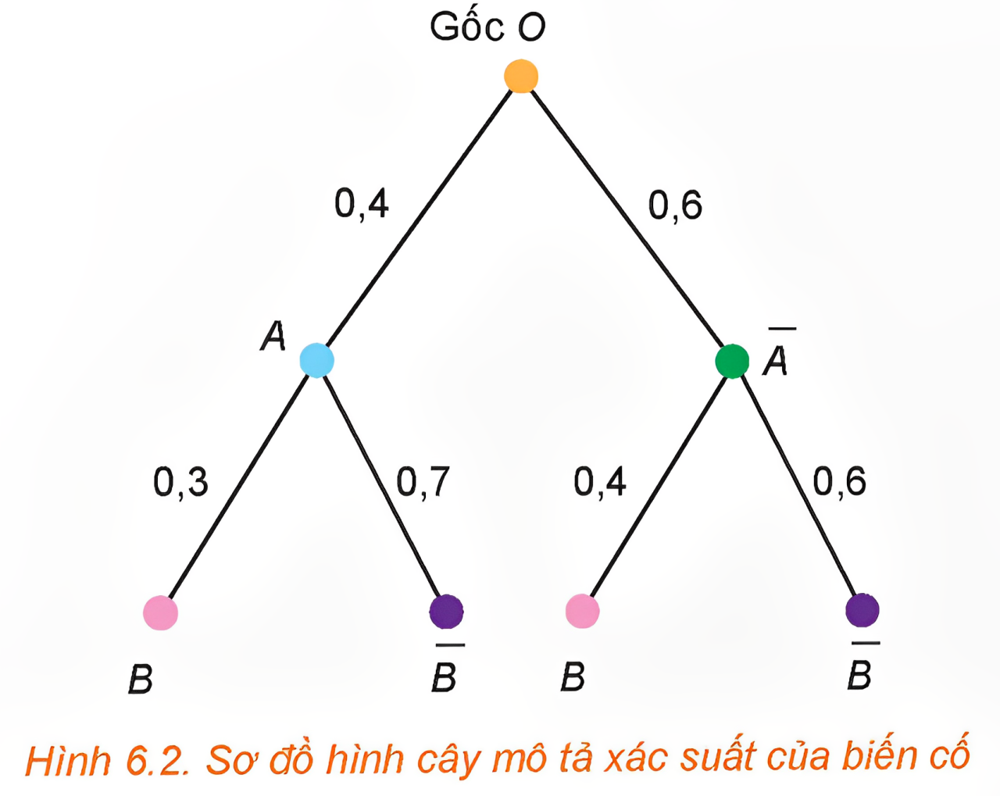 Gốc O
0,4 0,6
A A̅
0,3 0,7 0,4 0,6
B B̅ B B̅
Hình 6.2. Sơ đồ hình cây mô tả xác suất của biến cố